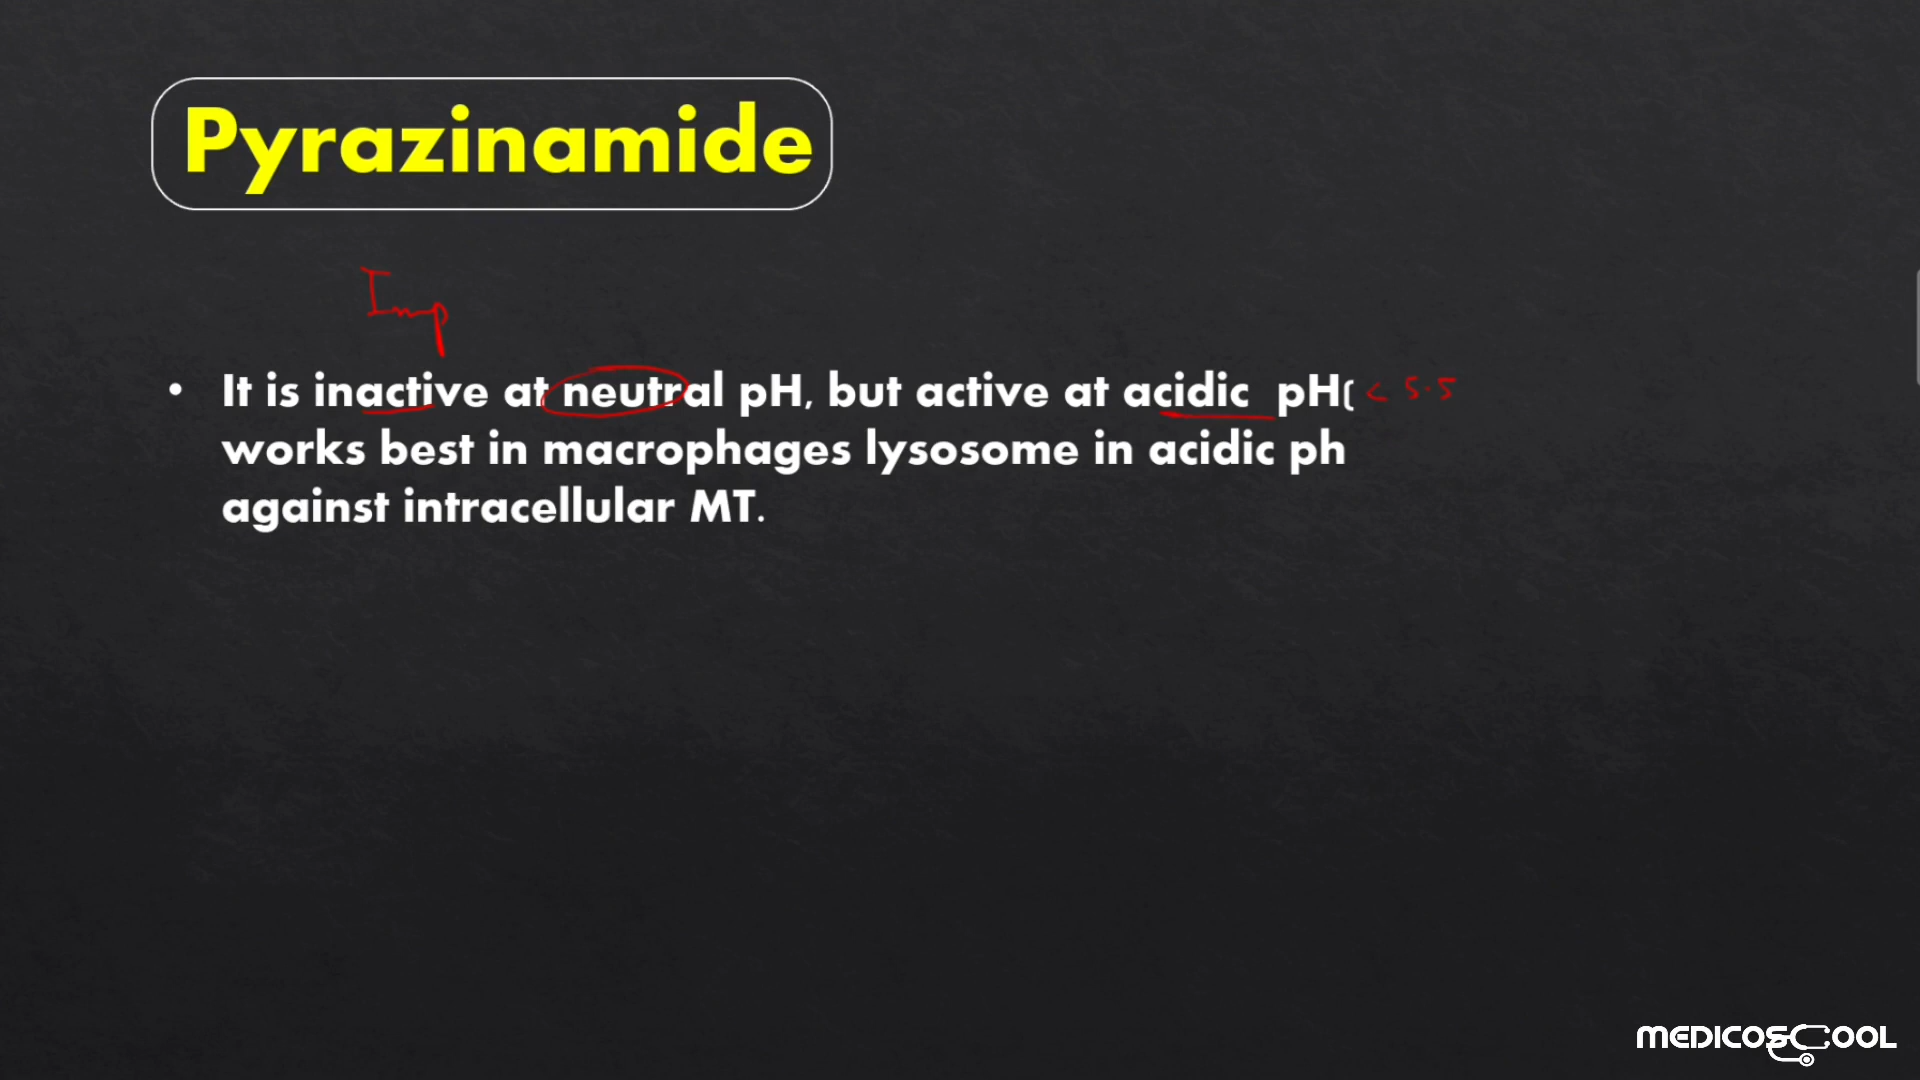 Pyrazinamide
Imp
• It is inactive at neutral pH, but active at acidic pH( < 5.5
works best in macrophages lysosome in acidic ph
against intracellular MT.
MEDICOSCOOL